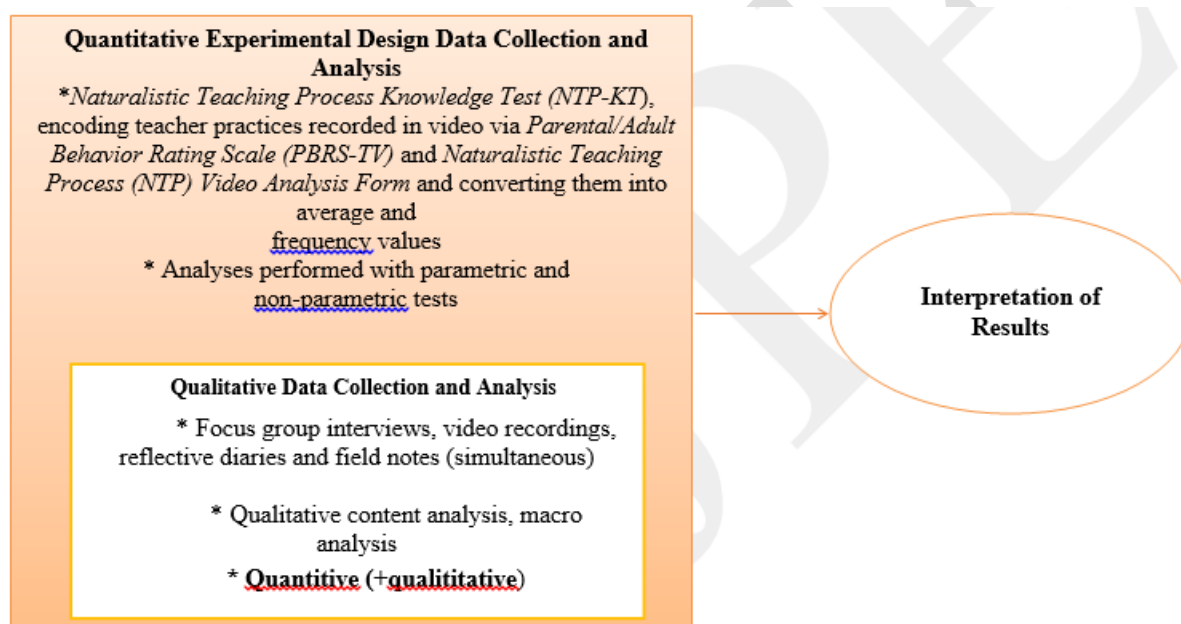 Quantitative Experimental Design Data Collection and
Analysis
*Naturalistic Teaching Process Knowledge Test (NTP-KT),
encoding teacher practices recorded in video via Parental/Adult
Behavior Rating Scale (PBRS-TV) and Naturalistic Teaching
Process (NTP) Video Analysis Form and converting them into
average and
frequency values
* Analyses performed with parametric and
non-parametric tests
Qualitative Data Collection and Analysis
* Focus group interviews, video recordings,
reflective diaries and field notes (simultaneous)
* Qualitative content analysis, macro
analysis
* Quantitive (+qualititative)
Interpretation of
Results